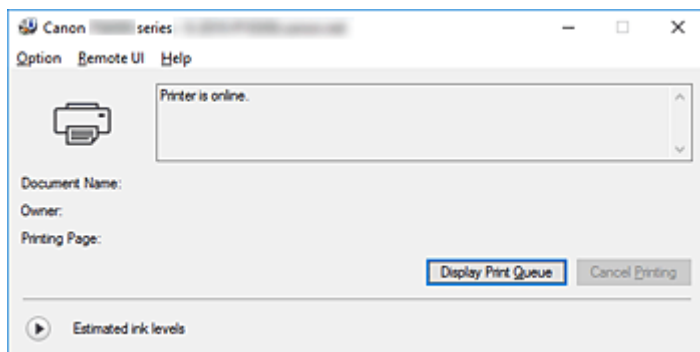 Canon series
Option Remote UI Help
Printer is online.
Document Name:
Owner:
Printing Page:
Display Print Queue Cancel Printing
Estimated ink levels